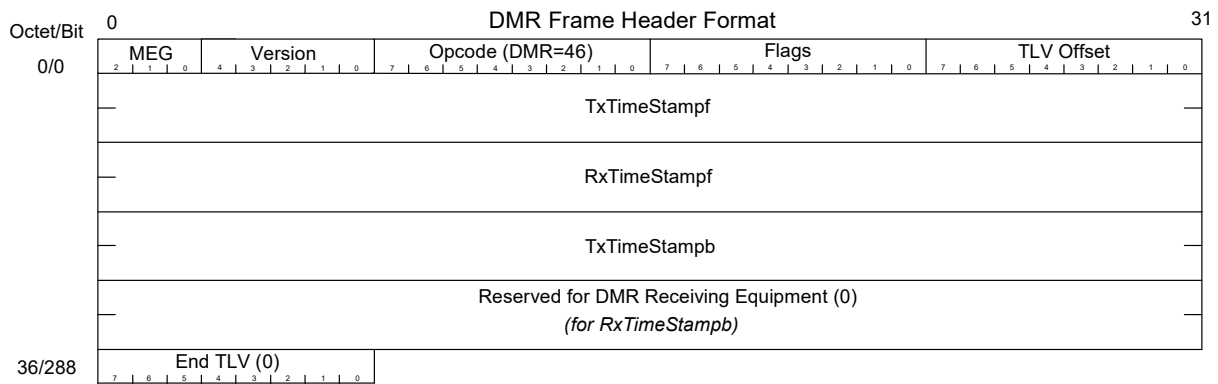 DMR Frame Header Format
Octet/Bit 0 31
MEG Version Opcode (DMR=46) Flags TLV Offset
0/0 2 1 0 4 3 2 1 0 7 6 5 4 3 2 1 0 7 6 5 4 3 2 1 0 7 6 5 4 3 2 1 0
TxTimeStampf
RxTimeStampf
TxTimeStampb
Reserved for DMR Receiving Equipment (0)
(for RxTimeStampb)
36/288 End TLV (0)
7 6 5 4 3 2 1 0